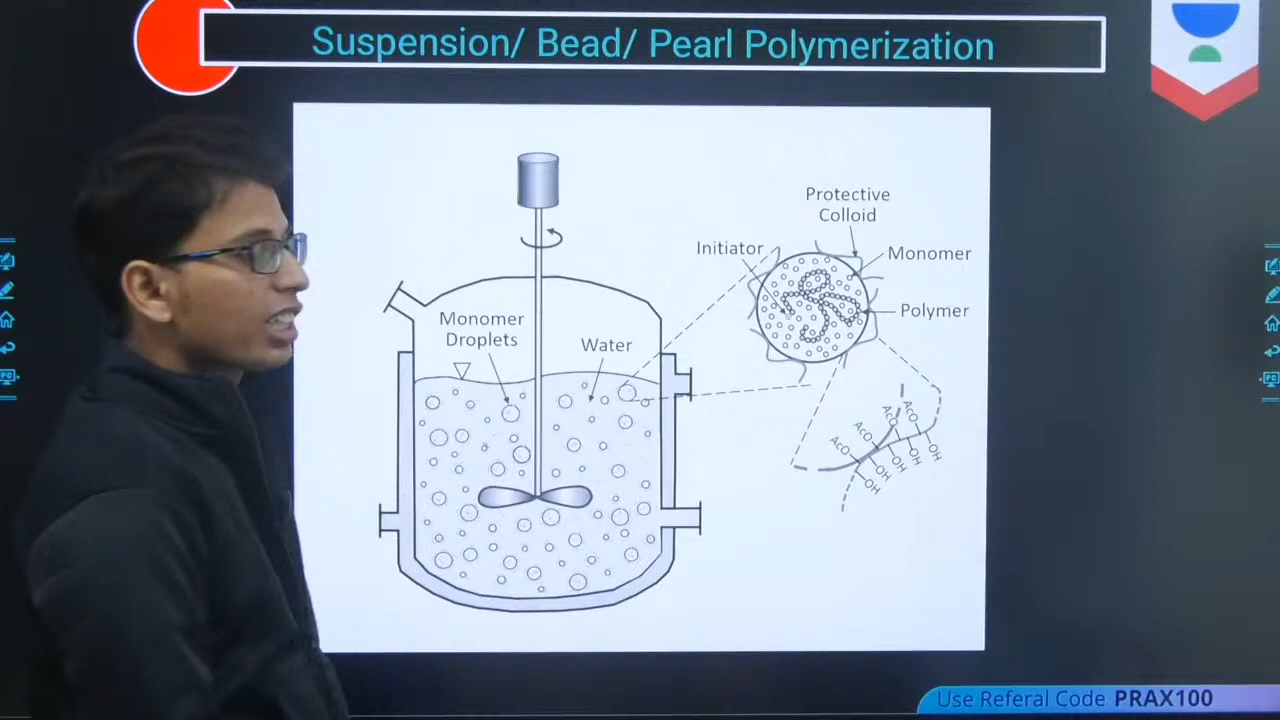 Suspension/ Bead/ Pearl Polymerization
Protective
Colloid
Initiator
Monomer
Polymer
Monomer
Droplets
Water
AcO
AcO
AcO
AcO
OH
OH
OH
OH
Use Referal Code PRAX100